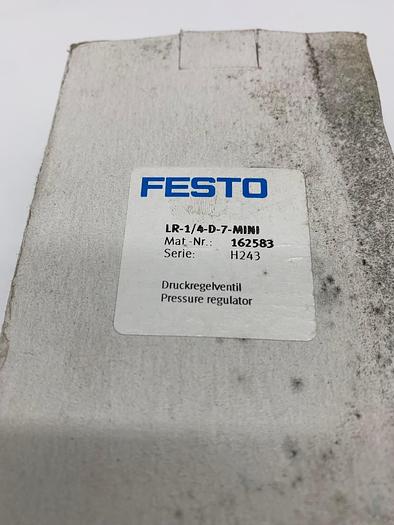 FESTO
LR-1/4-D-7-MINI
Mat.-Nr.: 162583
Serie: H243
Druckregelventil
Pressure regulator